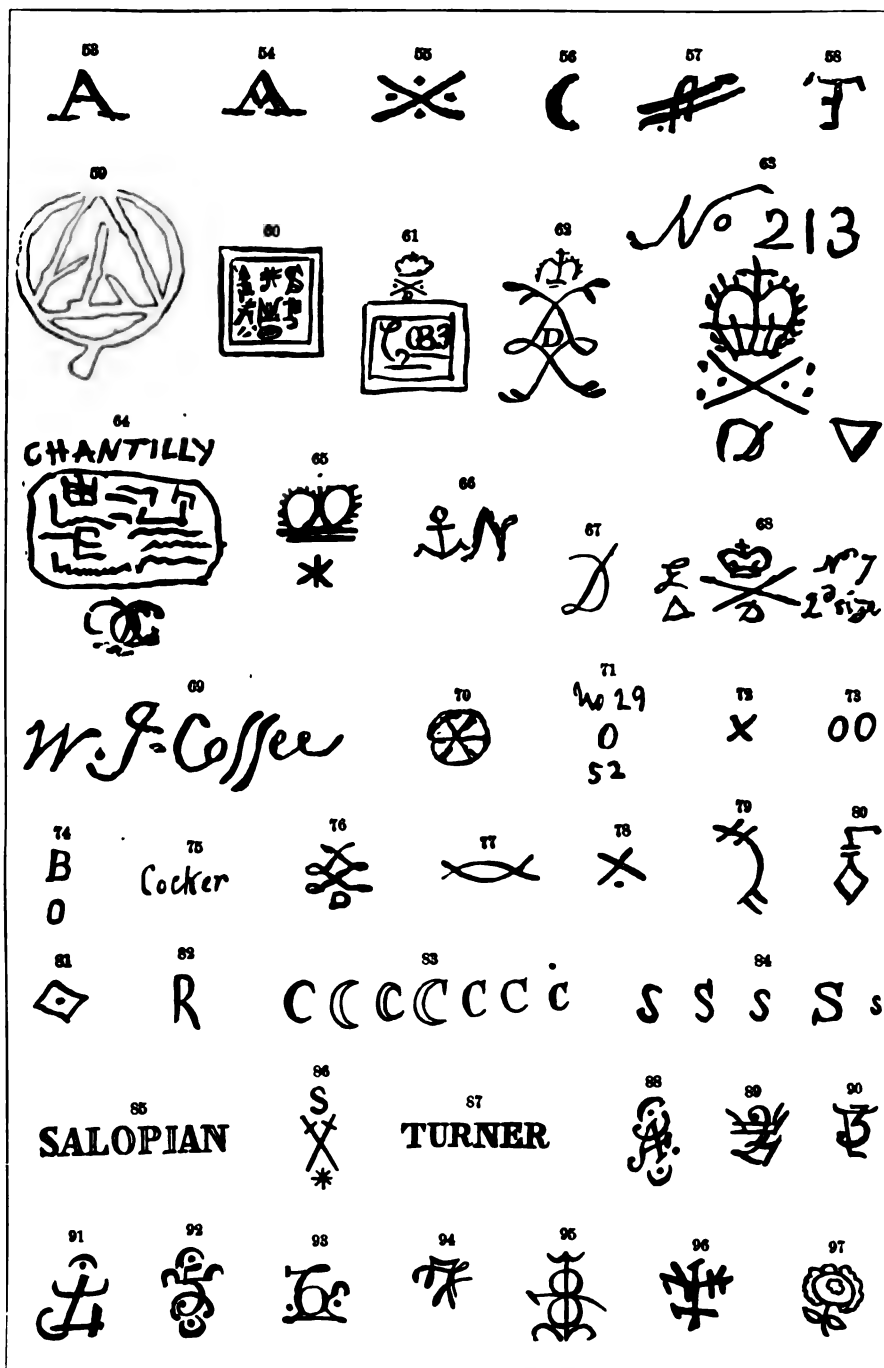 53 54 55 56 57 58
A A T
59
60 61 62 63
No 213
D
D
64
CHANTILLY
65 66
N
67 68
D
No 7
D 2d size
69 70 71 72 73
W. J. Coffee
No 29
0
52
x
00
74 75 76 77 78 79 80
B
0
Cocker
D
81 82 83 84
R C C C C C C S S S S S
85 86 87 88 89 90
S
SALOPIAN TURNER A
91 92 93 94 95 96 97